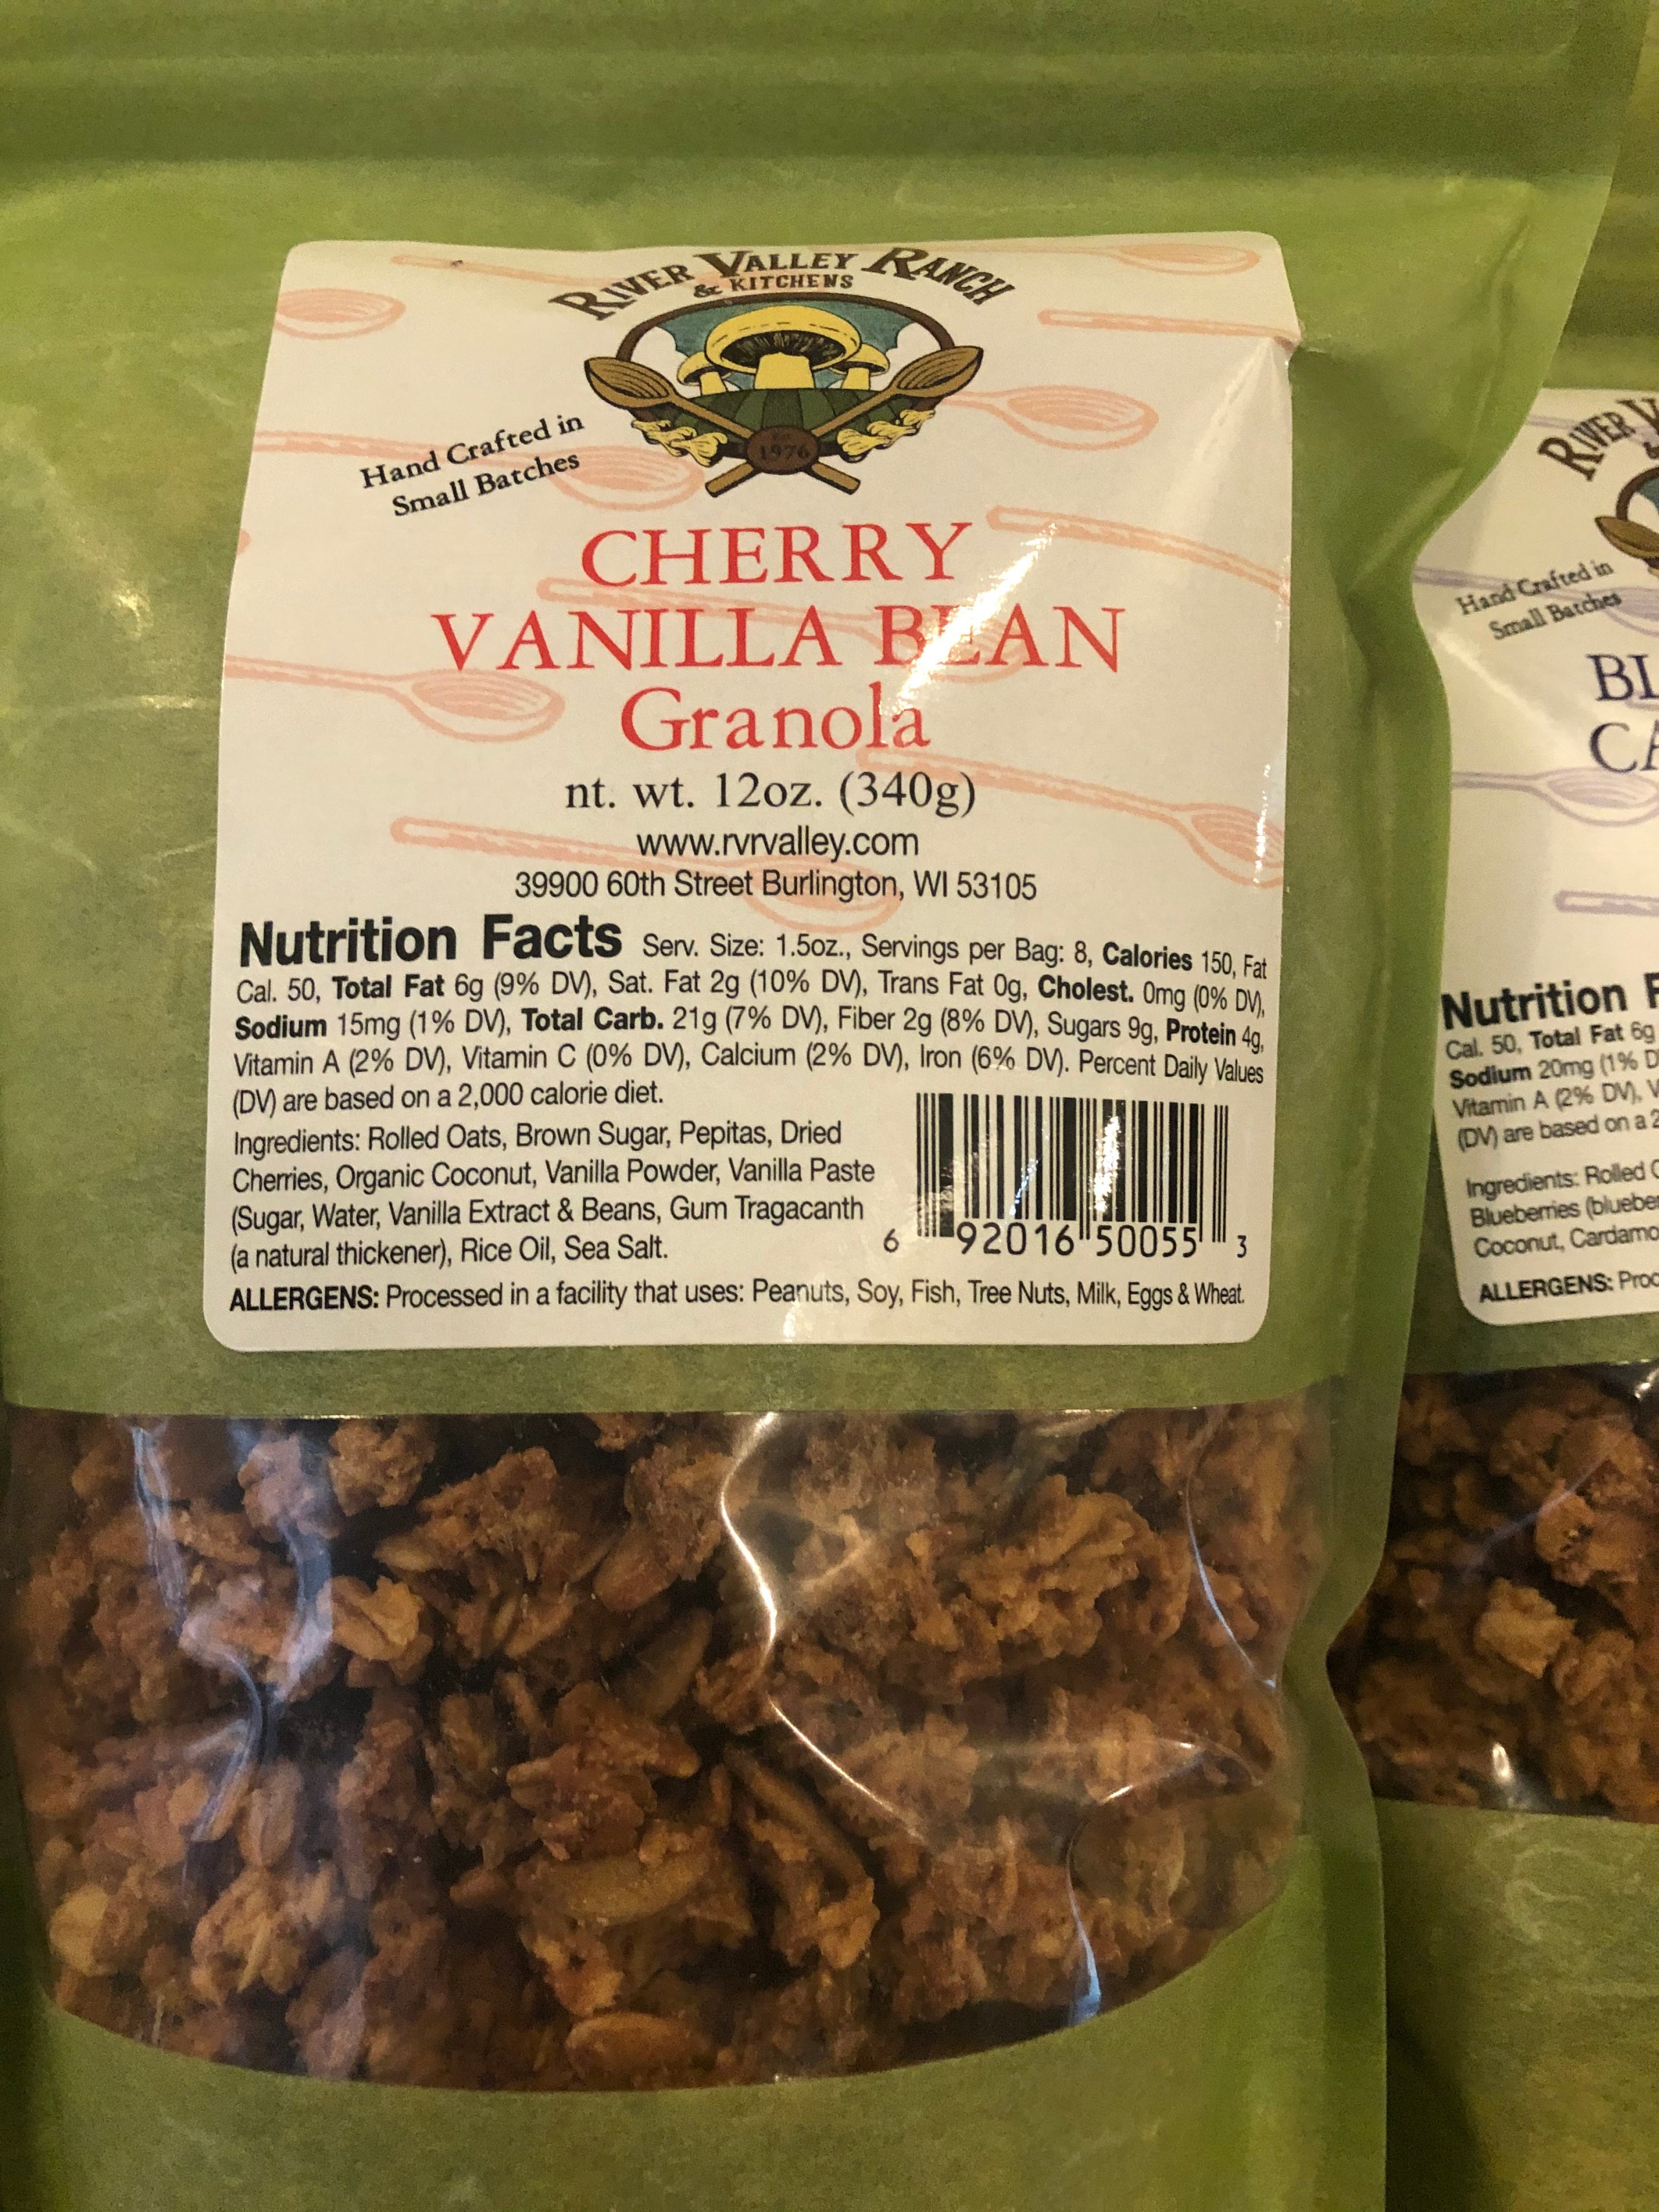 RIVER VALLEY RANCH
& KITCHENS
EST.
1976
Hand Crafted in
Small Batches
CHERRY
VANILLA BEAN
Granola
nt. wt. 12oz. (340g)
www.rvrvalley.com
39900 60th Street Burlington, WI 53105
Nutrition Facts Serv. Size: 1.5oz., Servings per Bag: 8, Calories 150, Fat
Cal. 50, Total Fat 6g (9% DV), Sat. Fat 2g (10% DV), Trans Fat 0g, Cholest. 0mg (0% DV),
Sodium 15mg (1% DV), Total Carb. 21g (7% DV), Fiber 2g (8% DV), Sugars 9g, Protein 4g,
Vitamin A (2% DV), Vitamin C (0% DV), Calcium (2% DV), Iron (6% DV). Percent Daily Values
(DV) are based on a 2,000 calorie diet.
Ingredients: Rolled Oats, Brown Sugar, Pepitas, Dried
Cherries, Organic Coconut, Vanilla Powder, Vanilla Paste
(Sugar, Water, Vanilla Extract & Beans, Gum Tragacanth
(a natural thickener), Rice Oil, Sea Salt.
6 92016 50055 3
ALLERGENS: Processed in a facility that uses: Peanuts, Soy, Fish, Tree Nuts, Milk, Eggs & Wheat.
RIVER V
Hand Crafted in
Small Batches
BL
CA
Nutrition F
Cal. 50, Total Fat 6g
Sodium 20mg (1% D
Vitamin A (2% DV), V
(DV) are based on a 2
Ingredients: Rolled O
Blueberries (blueber
Coconut, Cardamo
ALLERGENS: Proc